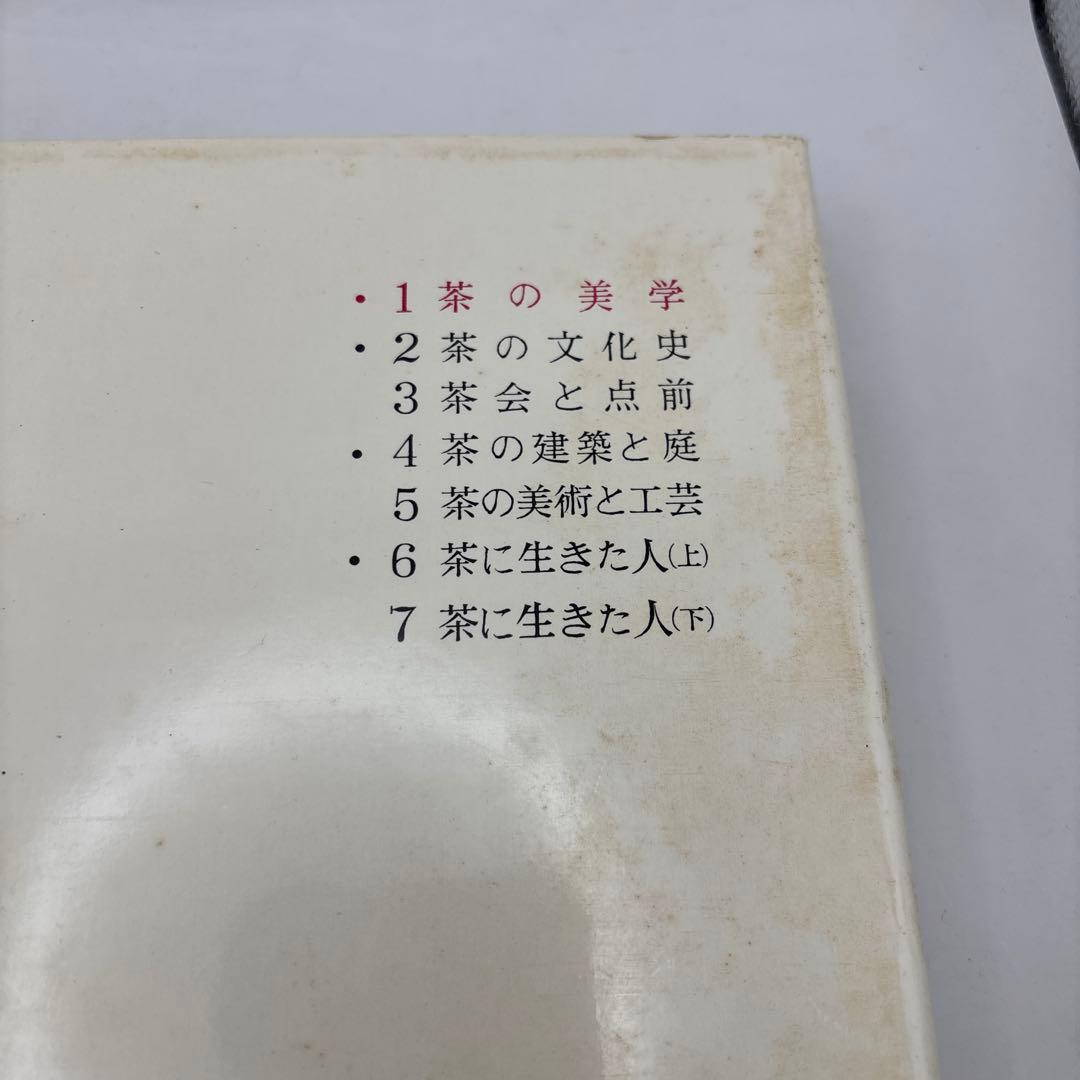 ・1 茶の美学
・2 茶の文化史
3 茶会と点前
・4 茶の建築と庭
5 茶の美術と工芸
・6 茶に生きた人(上)
7 茶に生きた人(下)